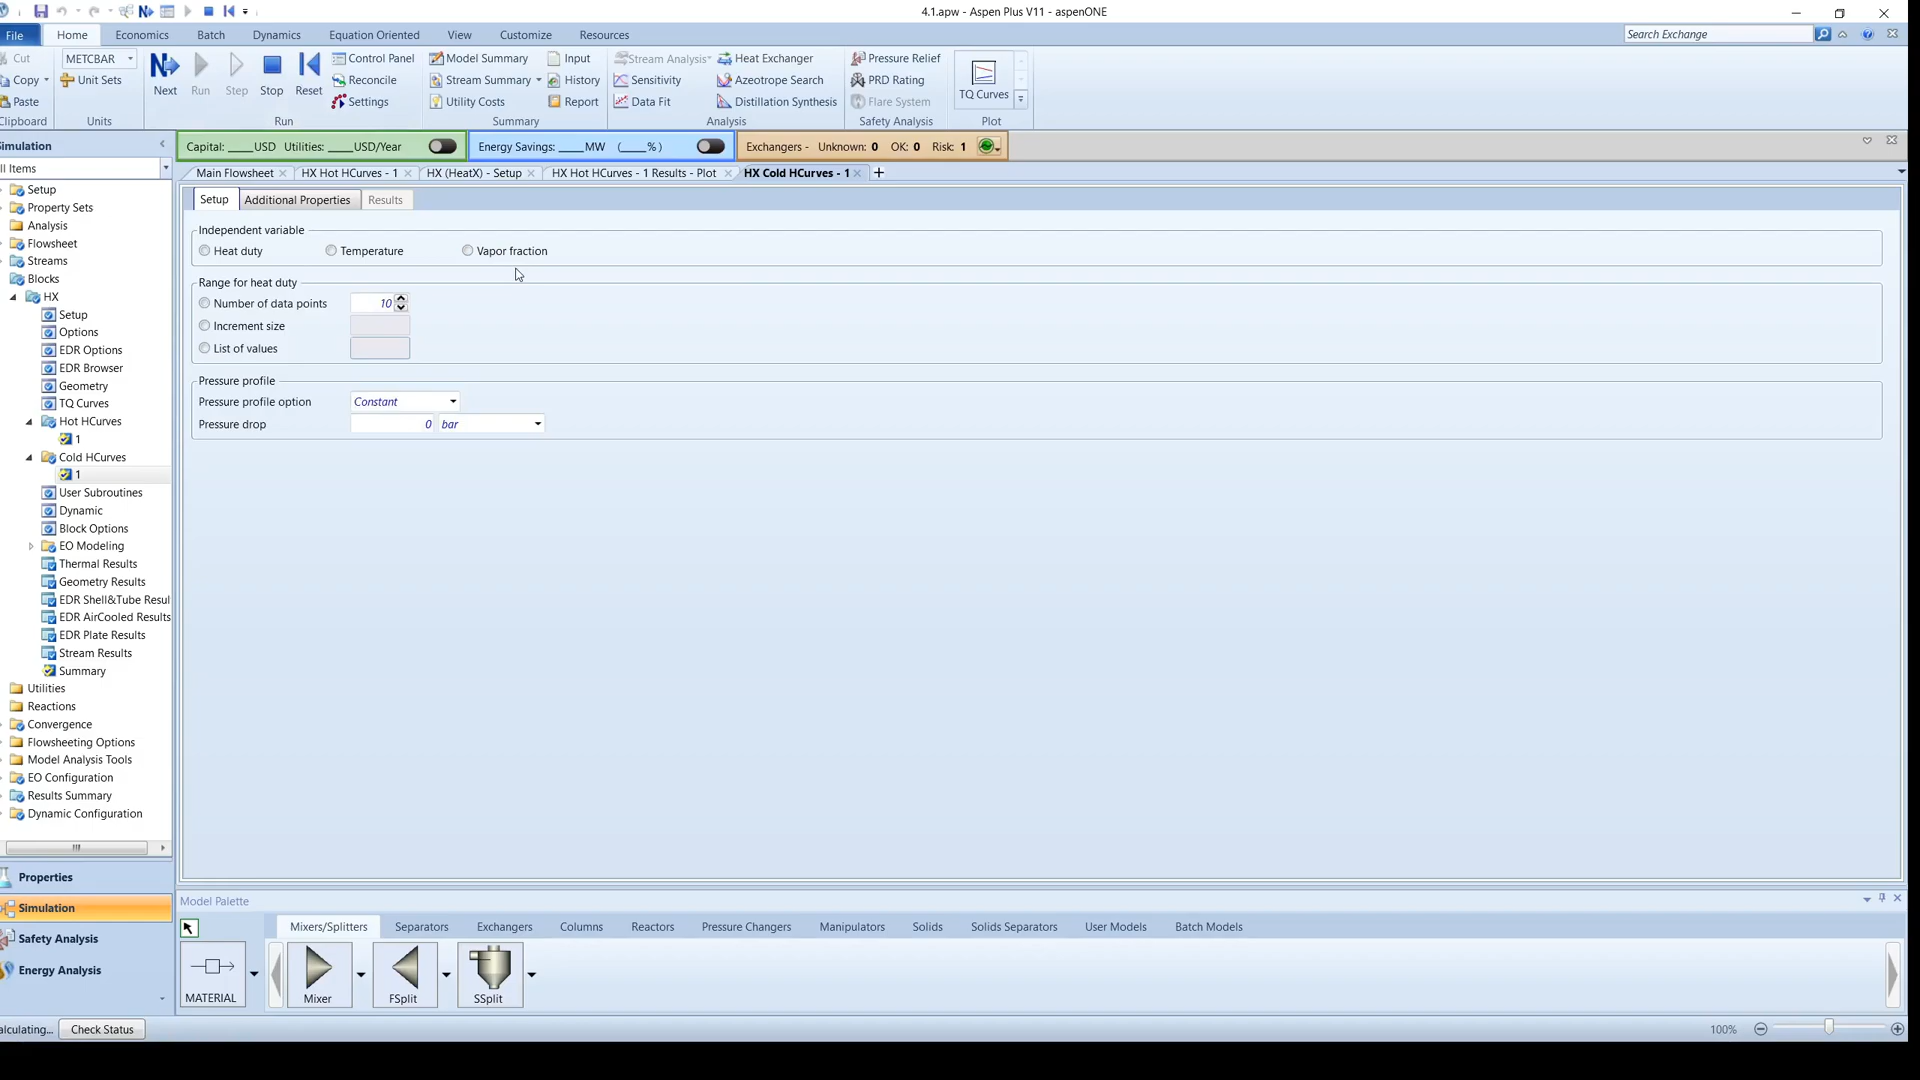 4.1.apw - Aspen Plus V11 - aspenONE
File Home Economics Batch Dynamics Equation Oriented View Customize Resources Search Exchange
Cut METCBAR Control Panel Model Summary Input Stream Analysis Heat Exchanger Pressure Relief
Copy Unit Sets Reconcile Stream Summary History Sensitivity Azeotrope Search PRD Rating
Next Run Step Stop Reset TQ Curves
Paste Settings Utility Costs Report Data Fit Distillation Synthesis Flare System
Clipboard Units Run Summary Analysis Safety Analysis Plot
Capital: ____USD Utilities: ____USD/Year Energy Savings: ____MW (____%) Exchangers - Unknown: 0 OK: 0 Risk: 1
Simulation
Main Flowsheet HX Hot HCurves - 1 HX (HeatX) - Setup HX Hot HCurves - 1 Results - Plot HX Cold HCurves - 1 +
ll Items
Setup Additional Properties Results
Independent variable
Heat duty Temperature Vapor fraction
Range for heat duty
Number of data points 10
Increment size
List of values
Pressure profile
Pressure profile option Constant
Pressure drop 0 bar
Setup
Property Sets
Analysis
Flowsheet
Streams
Blocks
HX
Setup
Options
EDR Options
EDR Browser
Geometry
TQ Curves
Hot HCurves
1
Cold HCurves
1
User Subroutines
Dynamic
Block Options
EO Modeling
Thermal Results
Geometry Results
EDR Shell&Tube Resul
EDR AirCooled Results
EDR Plate Results
Stream Results
Summary
Utilities
Reactions
Convergence
Flowsheeting Options
Model Analysis Tools
EO Configuration
Results Summary
Dynamic Configuration
Properties
Simulation
Safety Analysis
Energy Analysis
Model Palette
Mixers/Splitters Separators Exchangers Columns Reactors Pressure Changers Manipulators Solids Solids Separators User Models Batch Models
MATERIAL Mixer FSplit SSplit
alculating... Check Status 100%